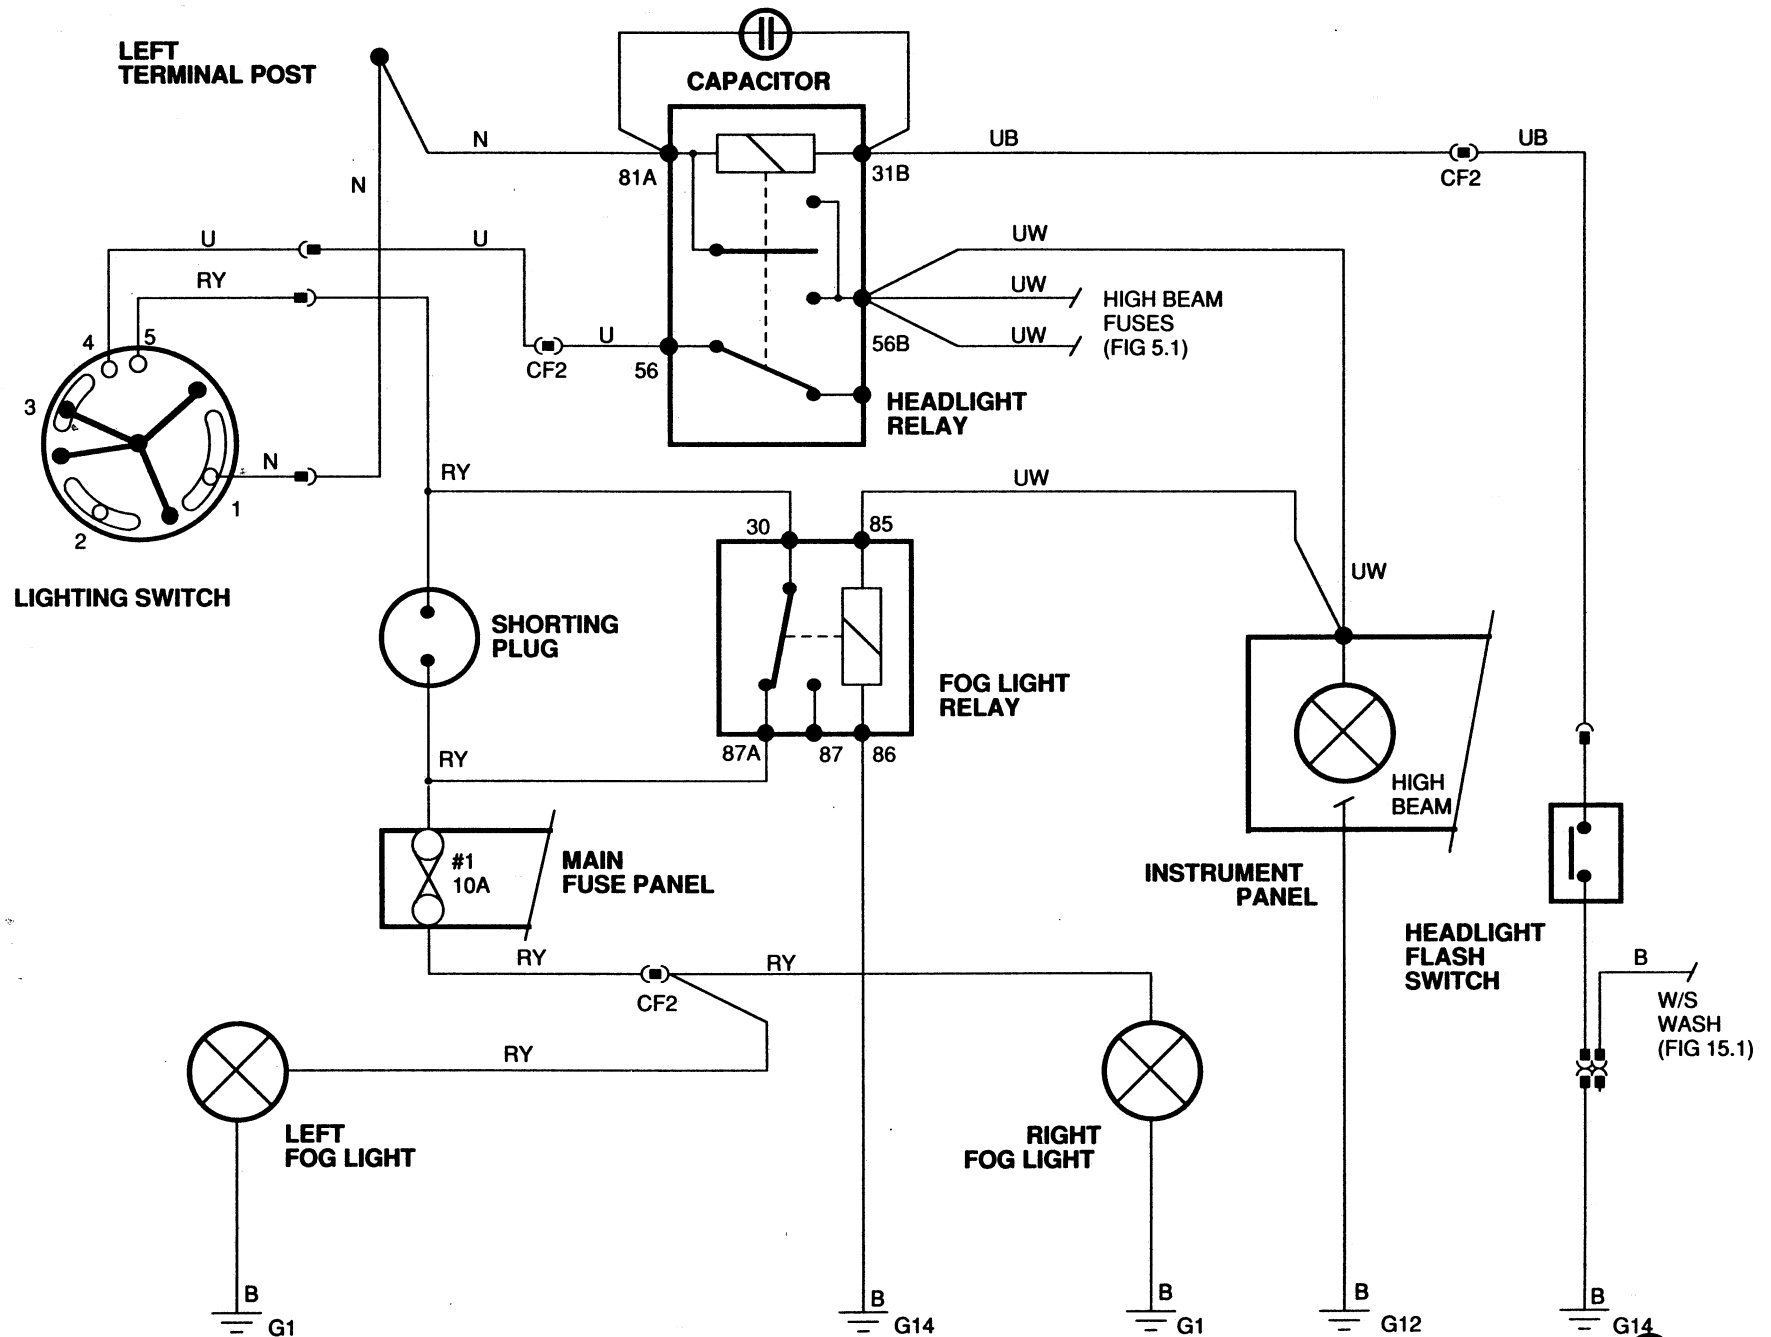 LEFT
TERMINAL POST
CAPACITOR
N
UB
UB
81A
31B
CF2
N
U
U
UW
RY
UW
HIGH BEAM
FUSES
(FIG 5.1)
4
5
U
UW
CF2
56
56B
3
HEADLIGHT
RELAY
N
RY
UW
1
2
30
85
LIGHTING SWITCH
UW
SHORTING
PLUG
FOG LIGHT
RELAY
RY
87A
87
86
HIGH
BEAM
#1
10A
MAIN
FUSE PANEL
INSTRUMENT
PANEL
HEADLIGHT
FLASH
SWITCH
RY
RY
B
CF2
W/S
WASH
(FIG 15.1)
RY
LEFT
FOG LIGHT
RIGHT
FOG LIGHT
B
B
B
B
B
G1
G14
G1
G12
G14